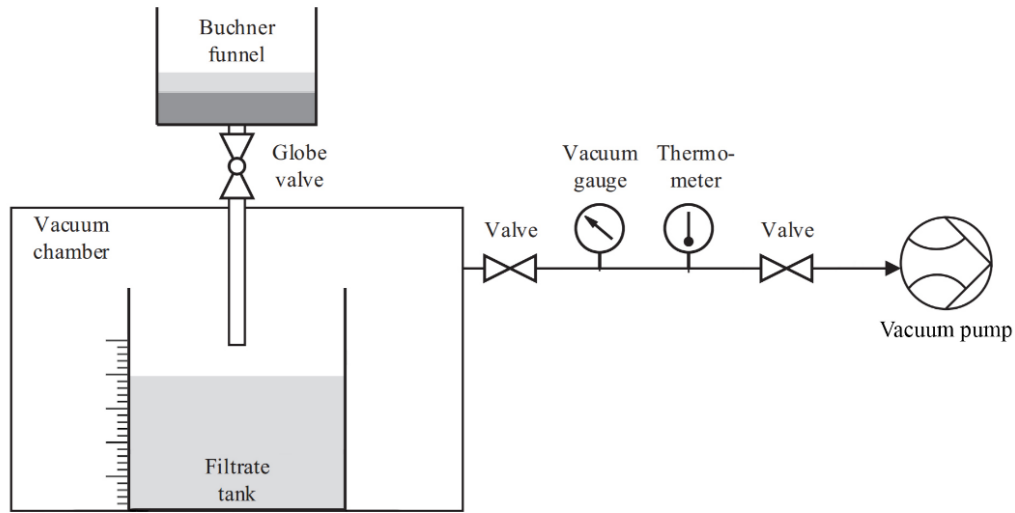 Buchner
funnel
Globe
valve
Vacuum
gauge
Thermo-
meter
Vacuum
chamber
Valve
Valve
Vacuum pump
Filtrate
tank